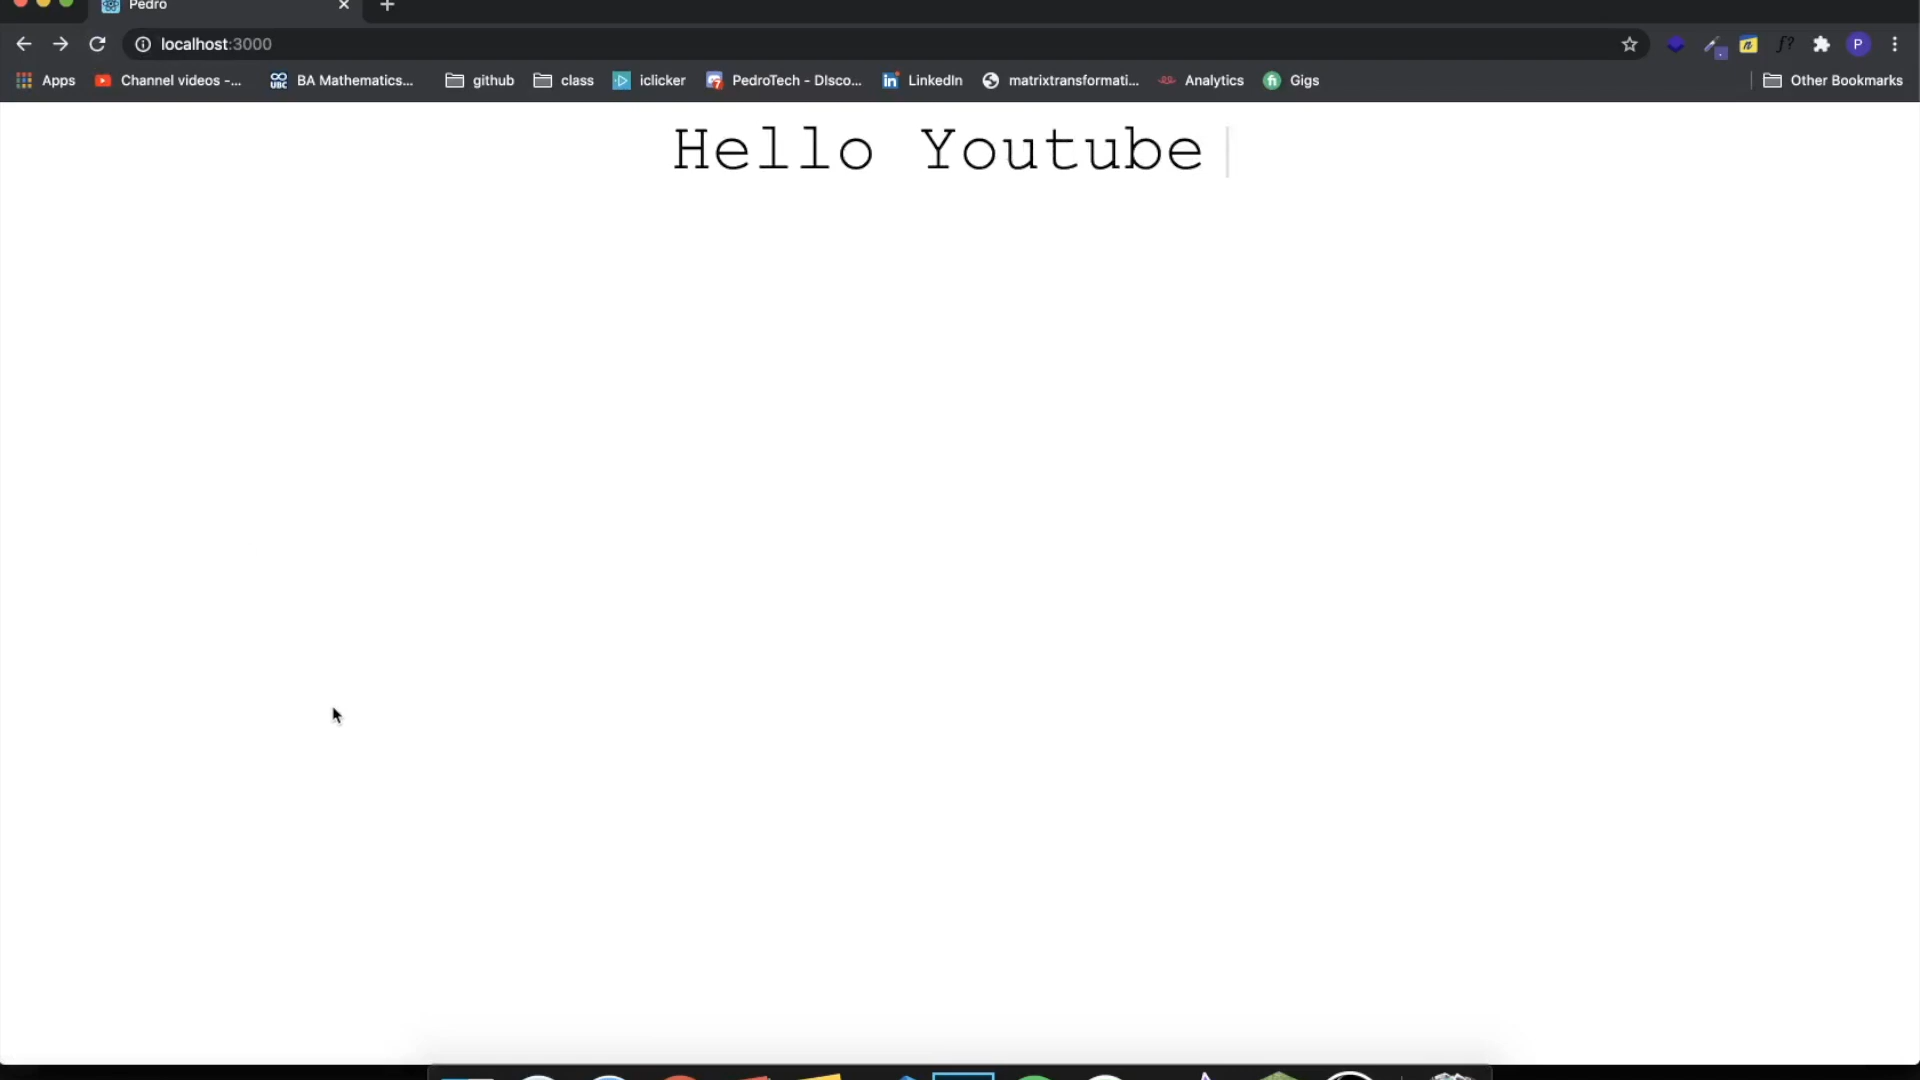 Pedro
localhost:3000
Apps Channel videos -... BA Mathematics... github class iclicker PedroTech - DIsco... LinkedIn matrixtransformati... Analytics Gigs Other Bookmarks
Hello Youtube